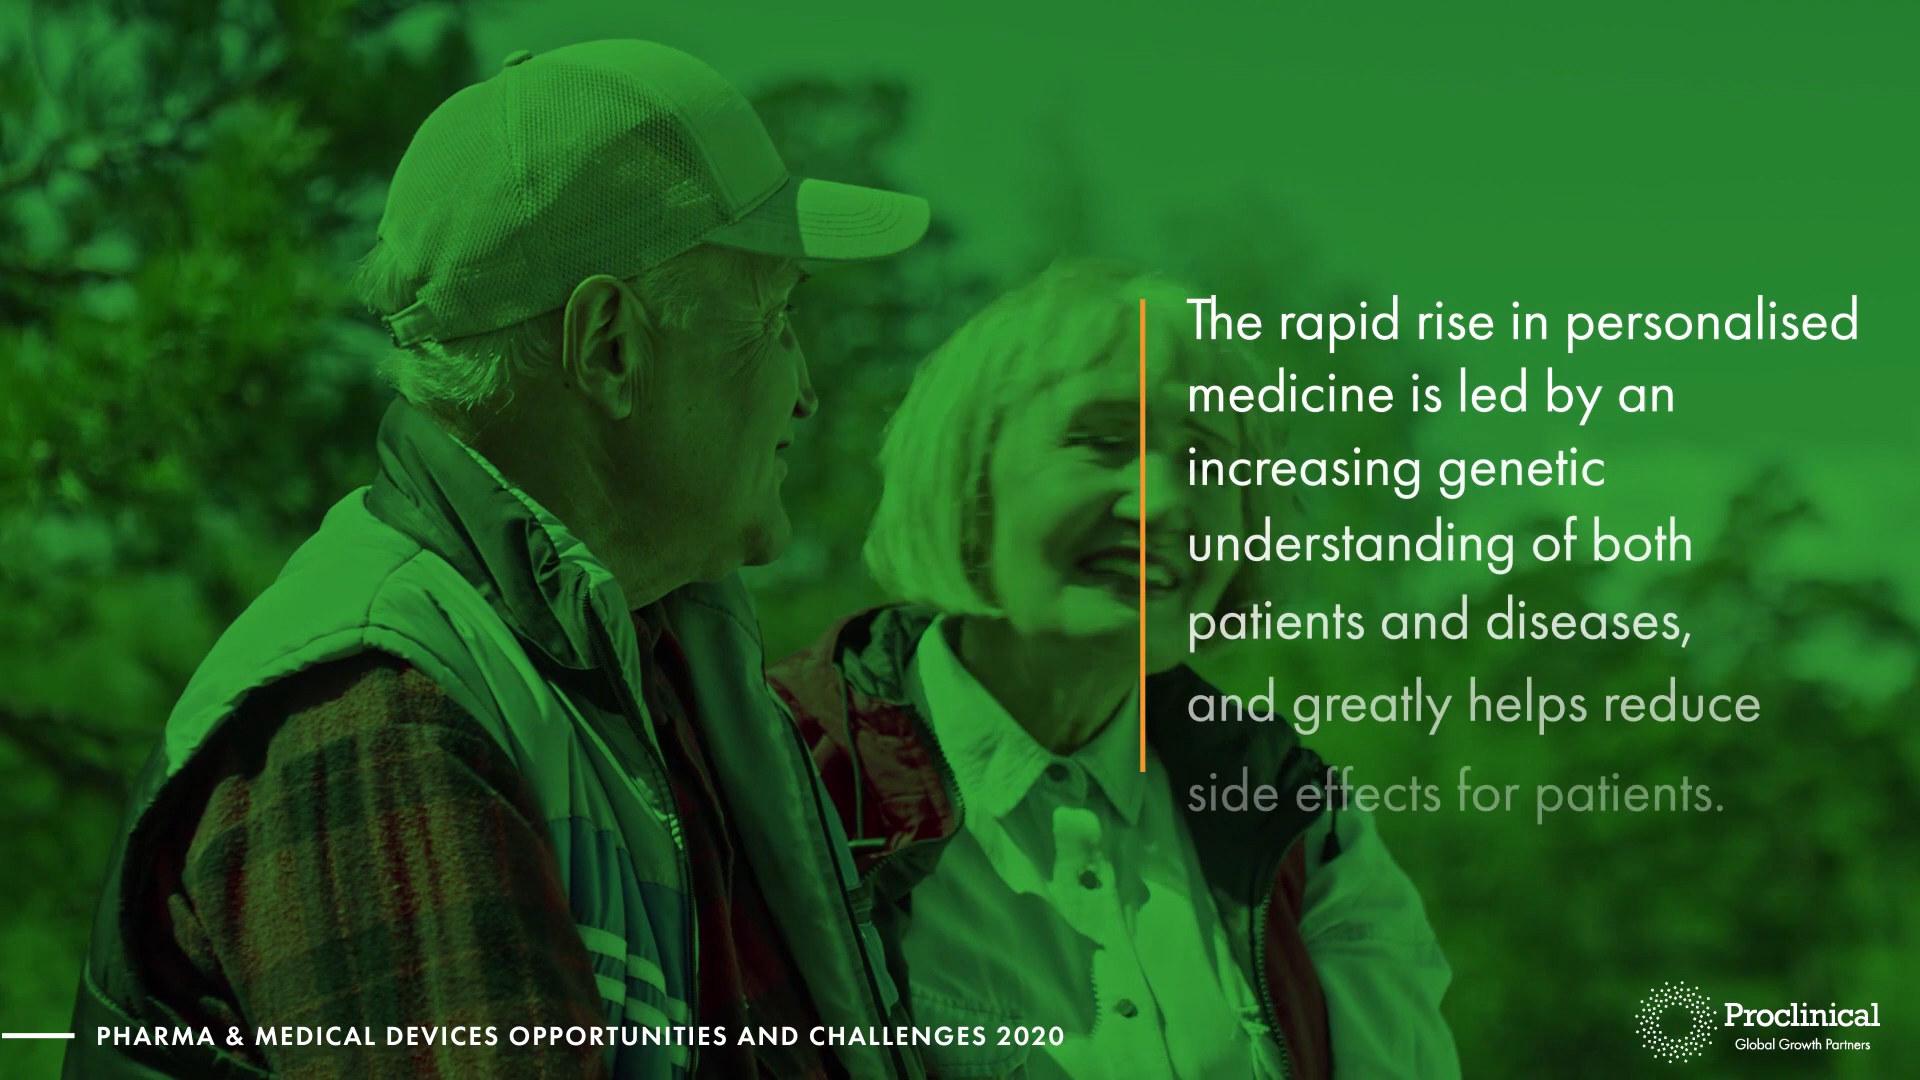 The rapid rise in personalised
medicine is led by an
increasing genetic
understanding of both
patients and diseases,
and greatly helps reduce
side effects for patients.
PHARMA & MEDICAL DEVICES OPPORTUNITIES AND CHALLENGES 2020
Proclinical
Global Growth Partners